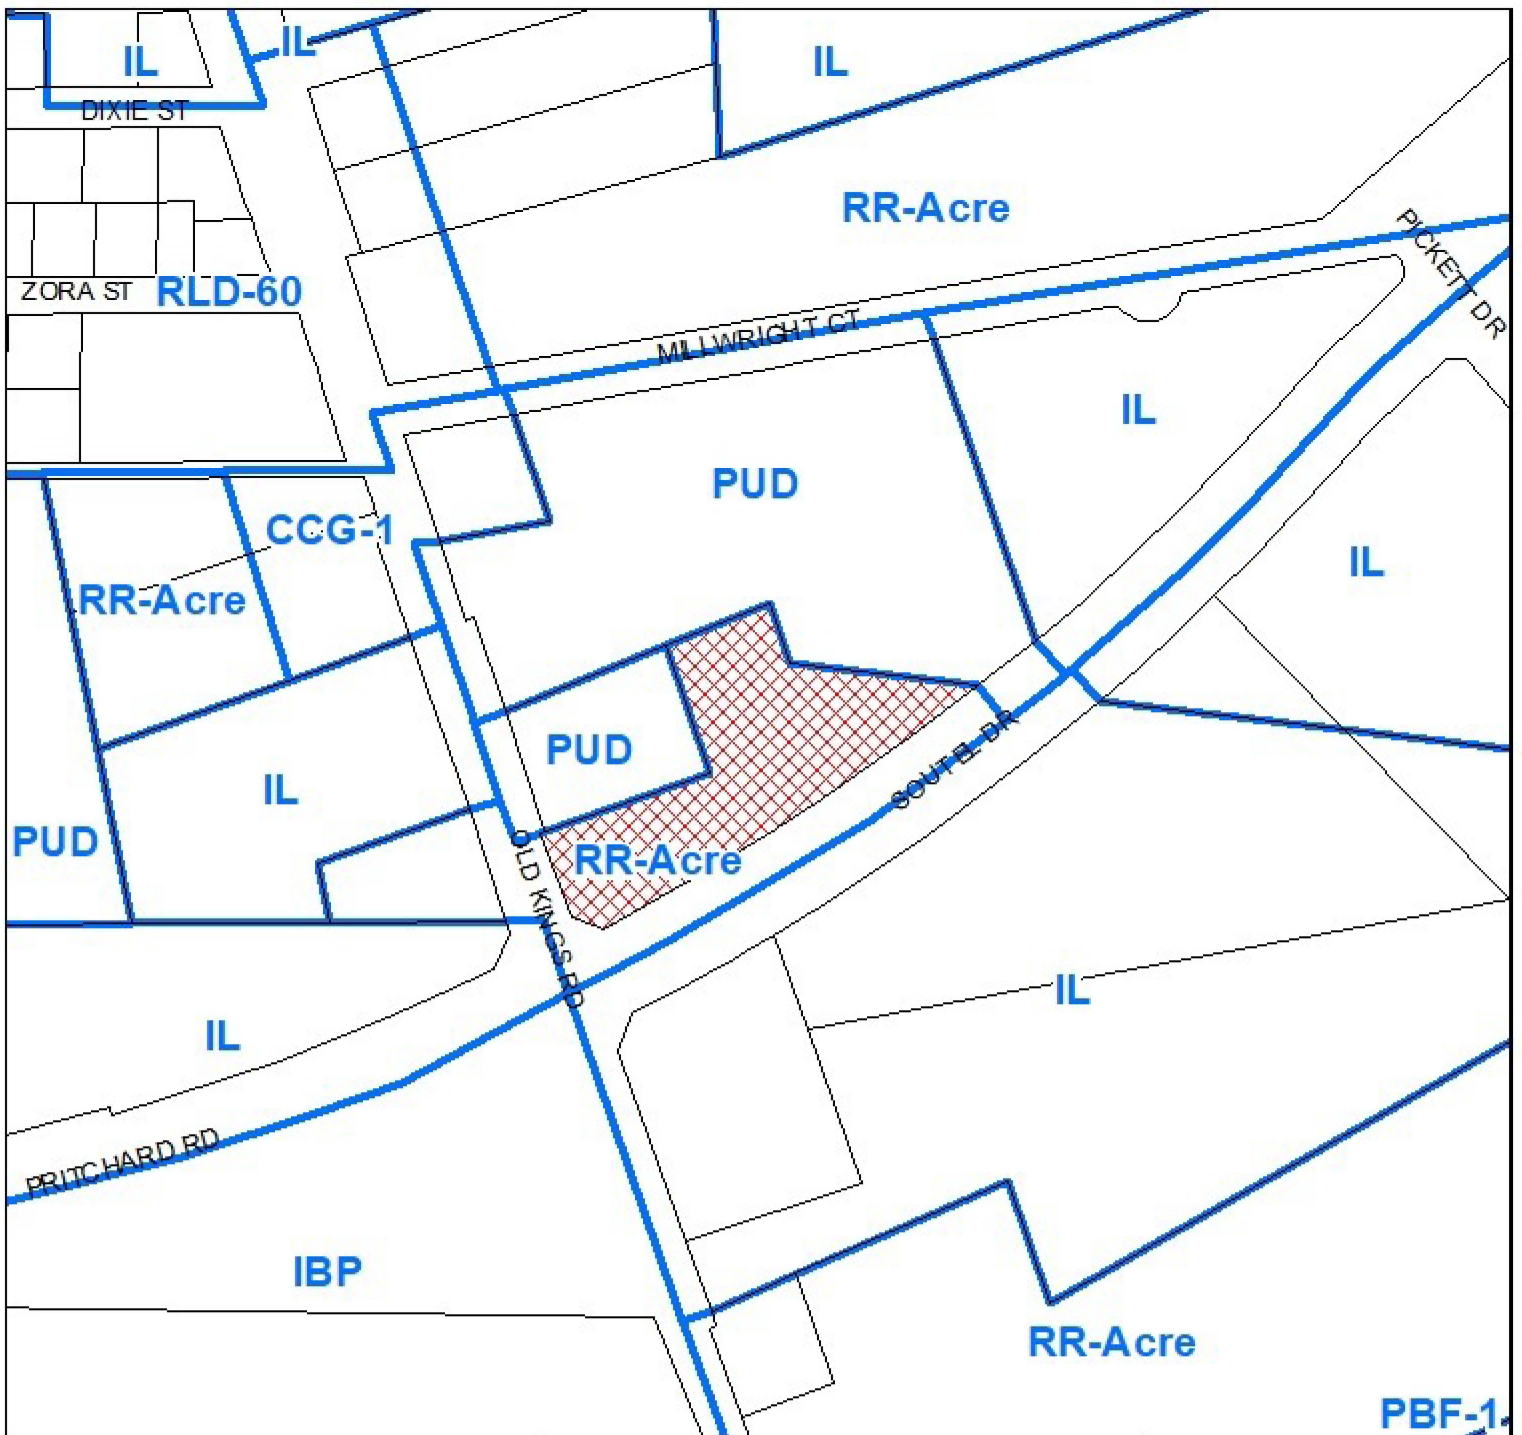 IL
IL
IL
DIXIE ST
RR-Acre
PICKETT DR
ZORA ST
RLD-60
MILLWRIGHT CT
IL
PUD
CCG-1
IL
RR-Acre
PUD
IL
SOUTEL DR
PUD
OLD KINGS RD
RR-Acre
IL
IL
PRITCHARD RD
IBP
RR-Acre
PBF-1